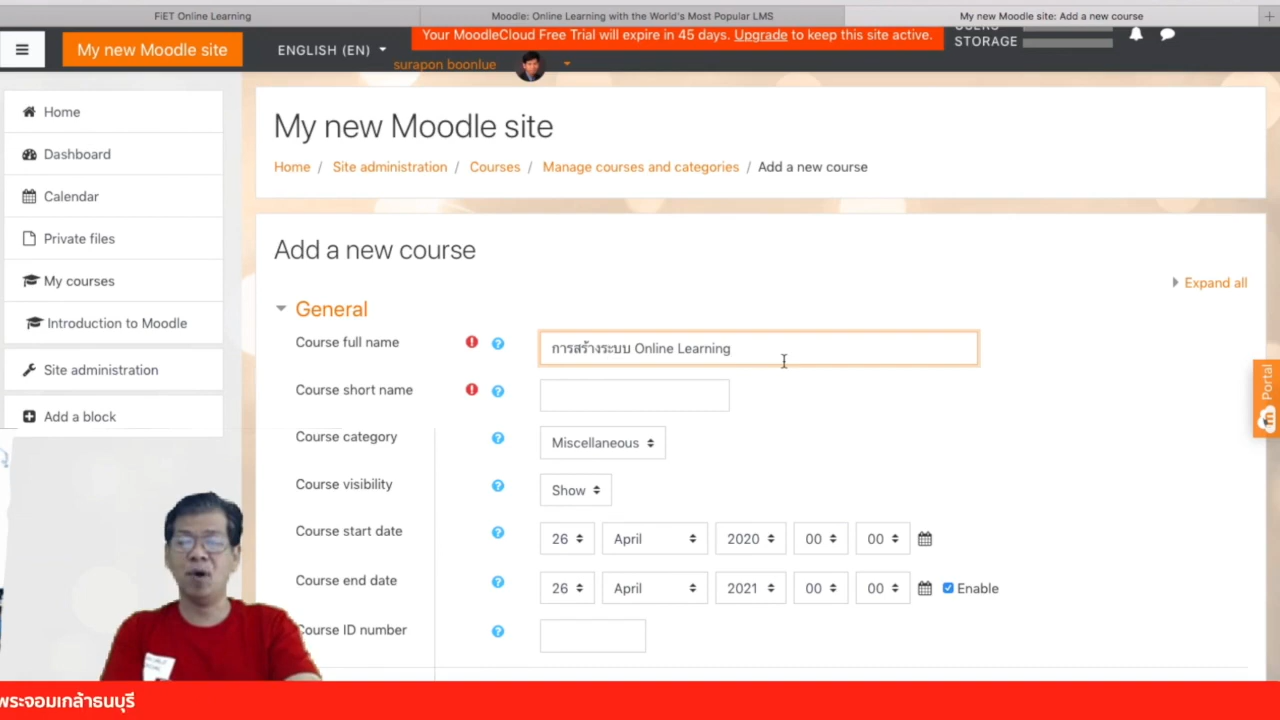 FiET Online Learning
Moodle: Online Learning with the World's Most Popular LMS
My new Moodle site: Add a new course
My new Moodle site
ENGLISH (EN)
Your MoodleCloud Free Trial will expire in 45 days. Upgrade to keep this site active.
STORAGE
surapon boonlue
Home
Dashboard
Calendar
Private files
My courses
Introduction to Moodle
Site administration
Add a block
My new Moodle site
Home / Site administration / Courses / Manage courses and categories / Add a new course
Add a new course
Expand all
General
Course full name
การสร้างระบบ Online Learning
Course short name
Course category
Miscellaneous
Course visibility
Show
Course start date
26 April 2020 00 00
Course end date
26 April 2021 00 00 Enable
Course ID number
Portal
พระจอมเกล้าธนบุรี